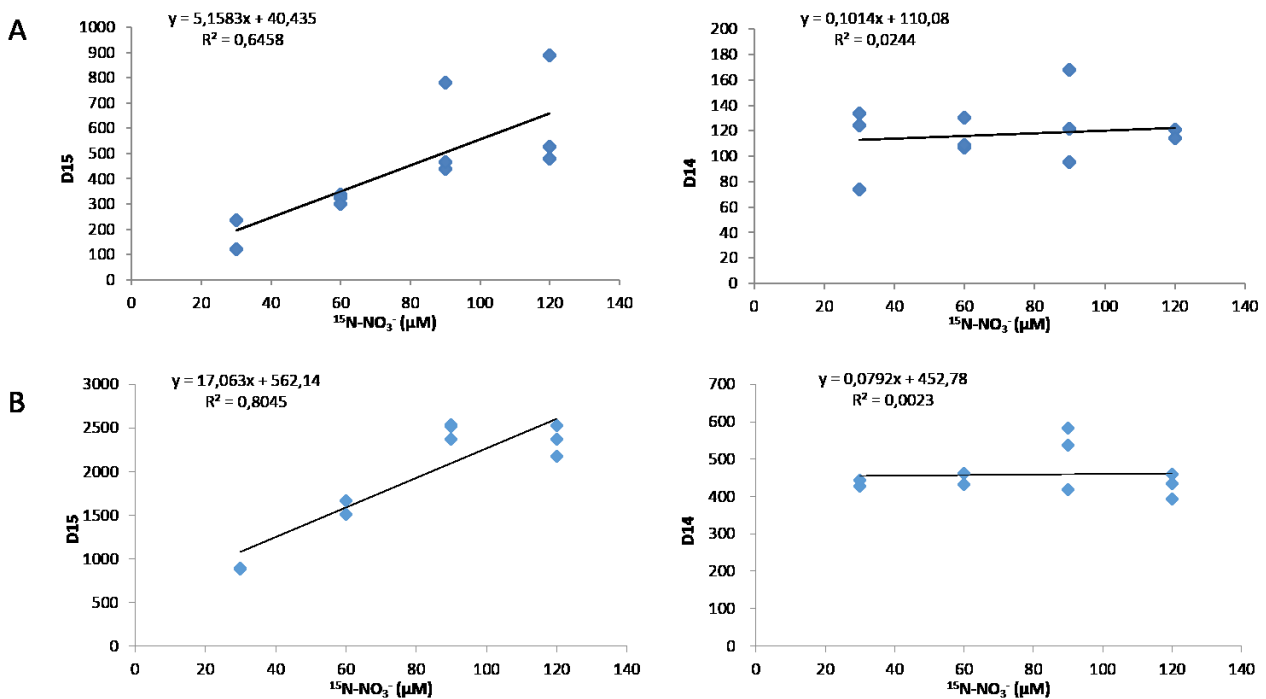 A
y = 5,1583x + 40,435
R² = 0,6458
1000
900
800
700
600
500
400
300
200
100
0
D15
0 20 40 60 80 100 120 140
¹⁵N-NO₃⁻ (µM)
y = 0,1014x + 110,08
R² = 0,0244
200
180
160
140
120
100
80
60
40
20
0
D14
0 20 40 60 80 100 120 140
¹⁵N-NO₃⁻ (µM)
B
y = 17,063x + 562,14
R² = 0,8045
3000
2500
2000
1500
1000
500
0
D15
0 20 40 60 80 100 120 140
¹⁵N-NO₃⁻ (µM)
y = 0,0792x + 452,78
R² = 0,0023
700
600
500
400
300
200
100
0
D14
0 20 40 60 80 100 120 140
¹⁵N-NO₃⁻ (µM)